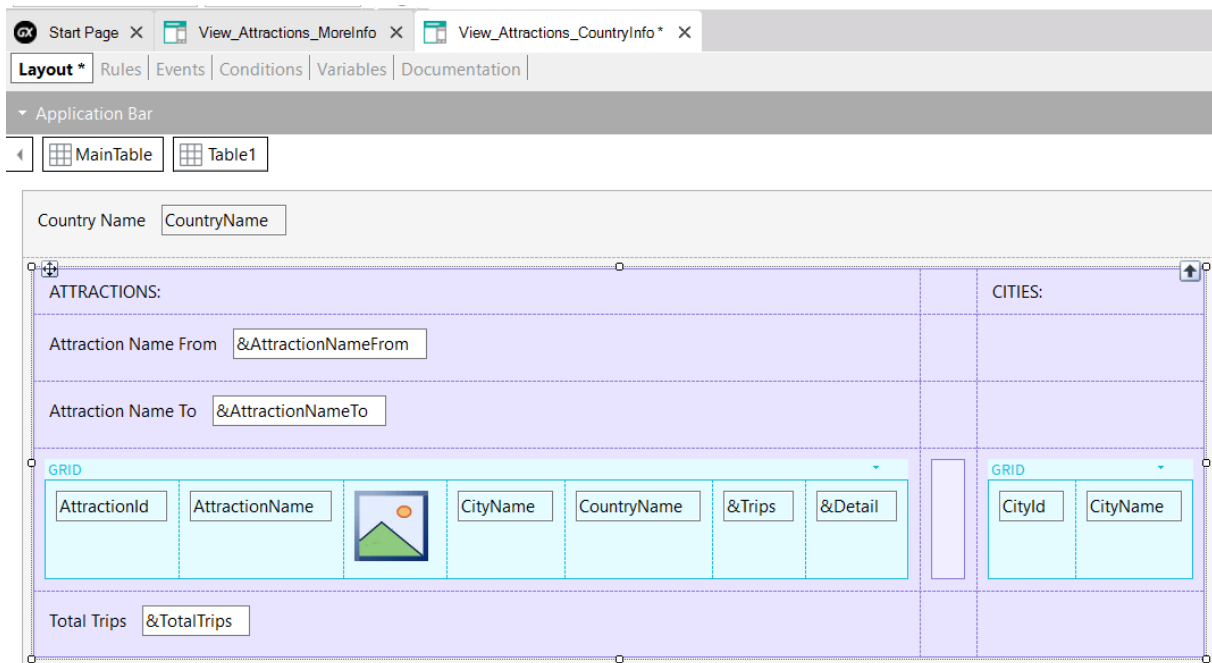 GX Start Page View_Attractions_MoreInfo View_Attractions_CountryInfo *
Layout * Rules Events Conditions Variables Documentation
Application Bar
MainTable Table1
Country Name CountryName
ATTRACTIONS: CITIES:
Attraction Name From &AttractionNameFrom
Attraction Name To &AttractionNameTo
GRID GRID
AttractionId AttractionName CityName CountryName &Trips &Detail CityId CityName
Total Trips &TotalTrips